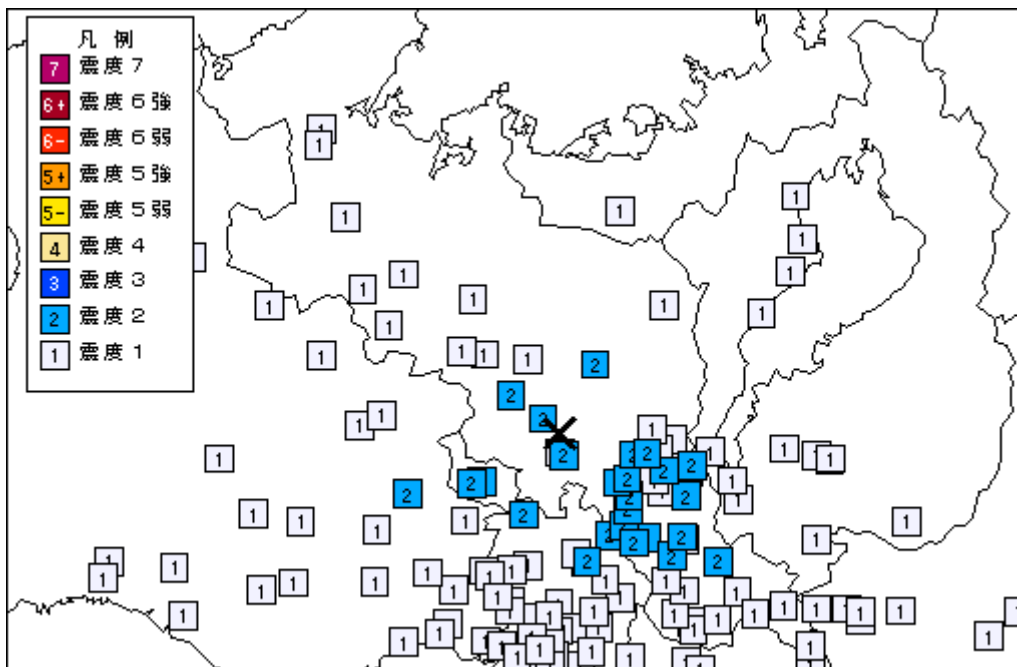 凡例
7 震度7
6+ 震度6強
6- 震度6弱
5+ 震度5強
5- 震度5弱
4 震度4
3 震度3
2 震度2
1 震度1